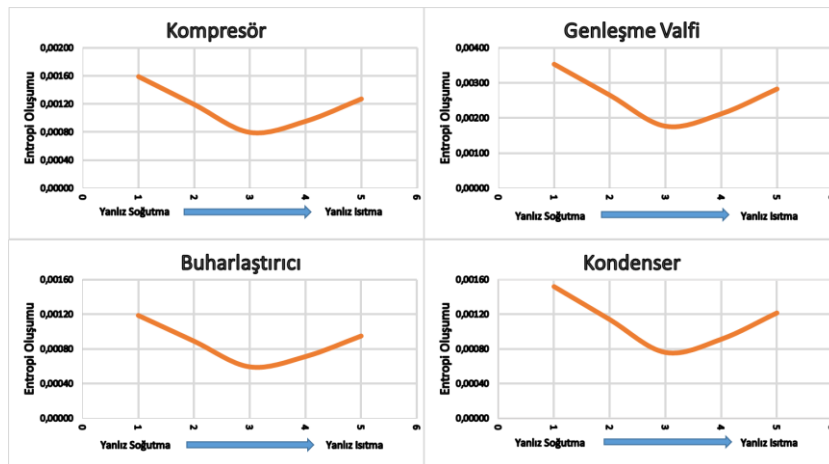 Kompresör
Entropi Oluşumu
0,00200
0,00160
0,00120
0,00080
0,00040
0,00000
0 1 2 3 4 5 6
Yanlız Soğutma Yanlız Isıtma
Genleşme Valfi
Entropi Oluşumu
0,00400
0,00300
0,00200
0,00100
0,00000
0 1 2 3 4 5 6
Yanlız Soğutma Yanlız Isıtma
Buharlaştırıcı
Entropi Oluşumu
0,00160
0,00120
0,00080
0,00040
0,00000
0 1 2 3 4 5 6
Yanlız Soğutma Yanlız Isıtma
Kondenser
Entropi Oluşumu
0,00160
0,00120
0,00080
0,00040
0,00000
0 1 2 3 4 5 6
Yanlız Soğutma Yanlız Isıtma